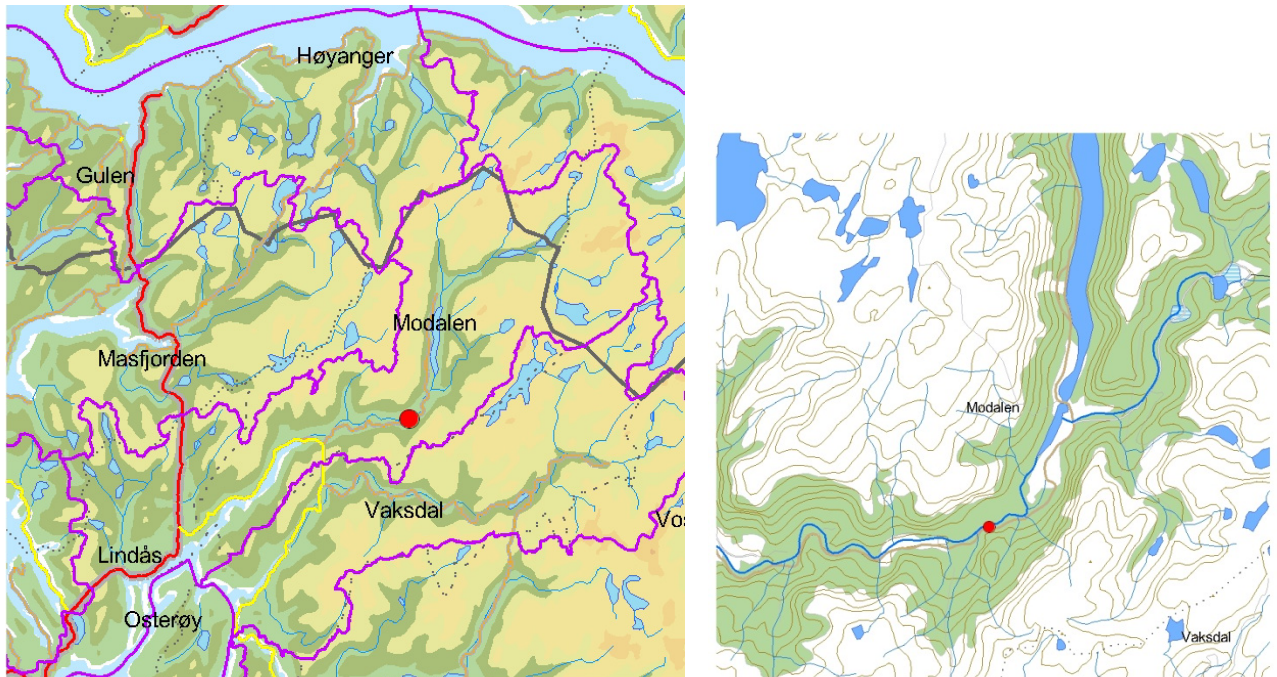 Høyanger
Gulen
Modalen
Masfjorden
Vaksdal
Vos
Lindås
Osterøy
Modalen
Vaksdal